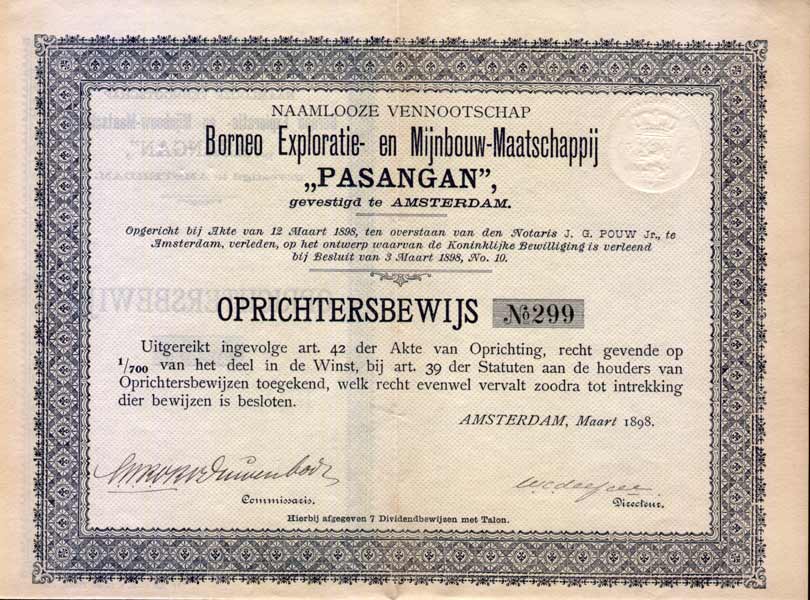 NAAMLOOZE VENNOOTSCHAP
Borneo Exploratie- en Mijnbouw-Maatschappij
„PASANGAN”,
gevestigd te AMSTERDAM.
Opgericht bij Akte van 12 Maart 1898, ten overstaan van den Notaris J. G. POUW Jr., te
Amsterdam, verleden, op het ontwerp waarvan de Koninklijke Bewilliging is verleend
bij Besluit van 3 Maart 1898, No. 10.
OPRICHTERSBEWIJS No 299
Uitgereikt ingevolge art. 42 der Akte van Oprichting, recht gevende op
1/700 van het deel in de Winst, bij art. 39 der Statuten aan de houders van
Oprichtersbewijzen toegekend, welk recht evenwel vervalt zoodra tot intrekking
dier bewijzen is besloten.
AMSTERDAM, Maart 1898.
Commissaris.
Directeur.
Hierbij afgegeven 7 Dividendbewijzen met Talon.